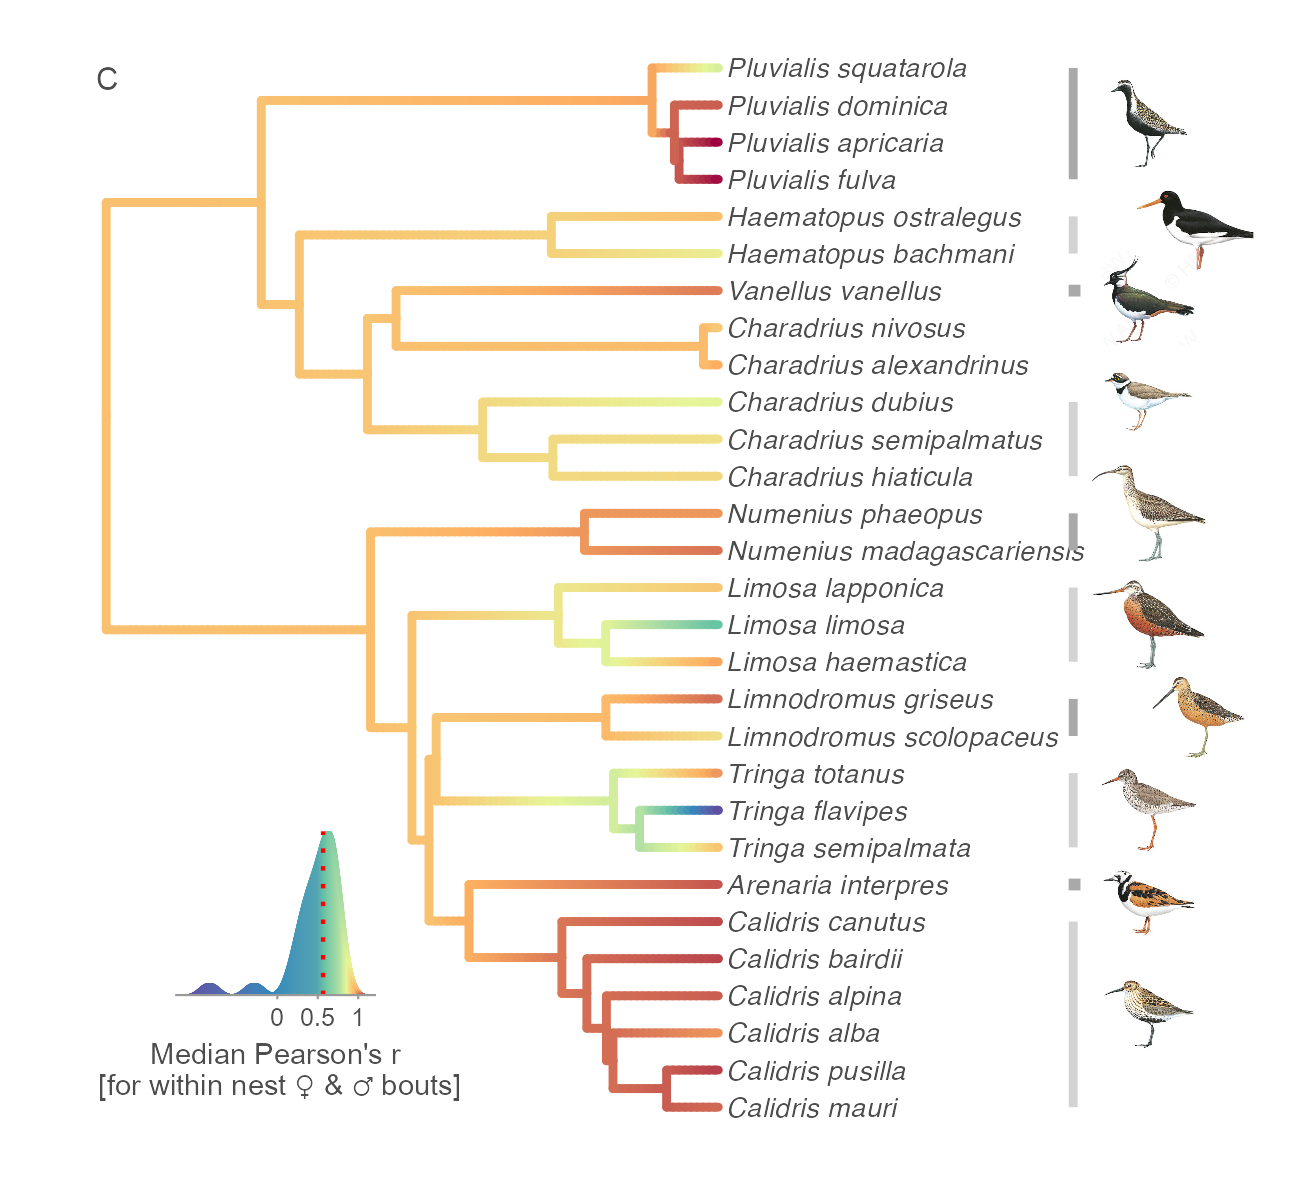 C
Pluvialis squatarola
Pluvialis dominica
Pluvialis apricaria
Pluvialis fulva
Haematopus ostralegus
Haematopus bachmani
Vanellus vanellus
Charadrius nivosus
Charadrius alexandrinus
Charadrius dubius
Charadrius semipalmatus
Charadrius hiaticula
Numenius phaeopus
Numenius madagascariensis
Limosa lapponica
Limosa limosa
Limosa haemastica
Limnodromus griseus
Limnodromus scolopaceus
Tringa totanus
Tringa flavipes
Tringa semipalmata
Arenaria interpres
Calidris canutus
Calidris bairdii
Calidris alpina
Calidris alba
Calidris pusilla
Calidris mauri
0 0.5 1
Median Pearson's r
[for within nest ♀ & ♂ bouts]